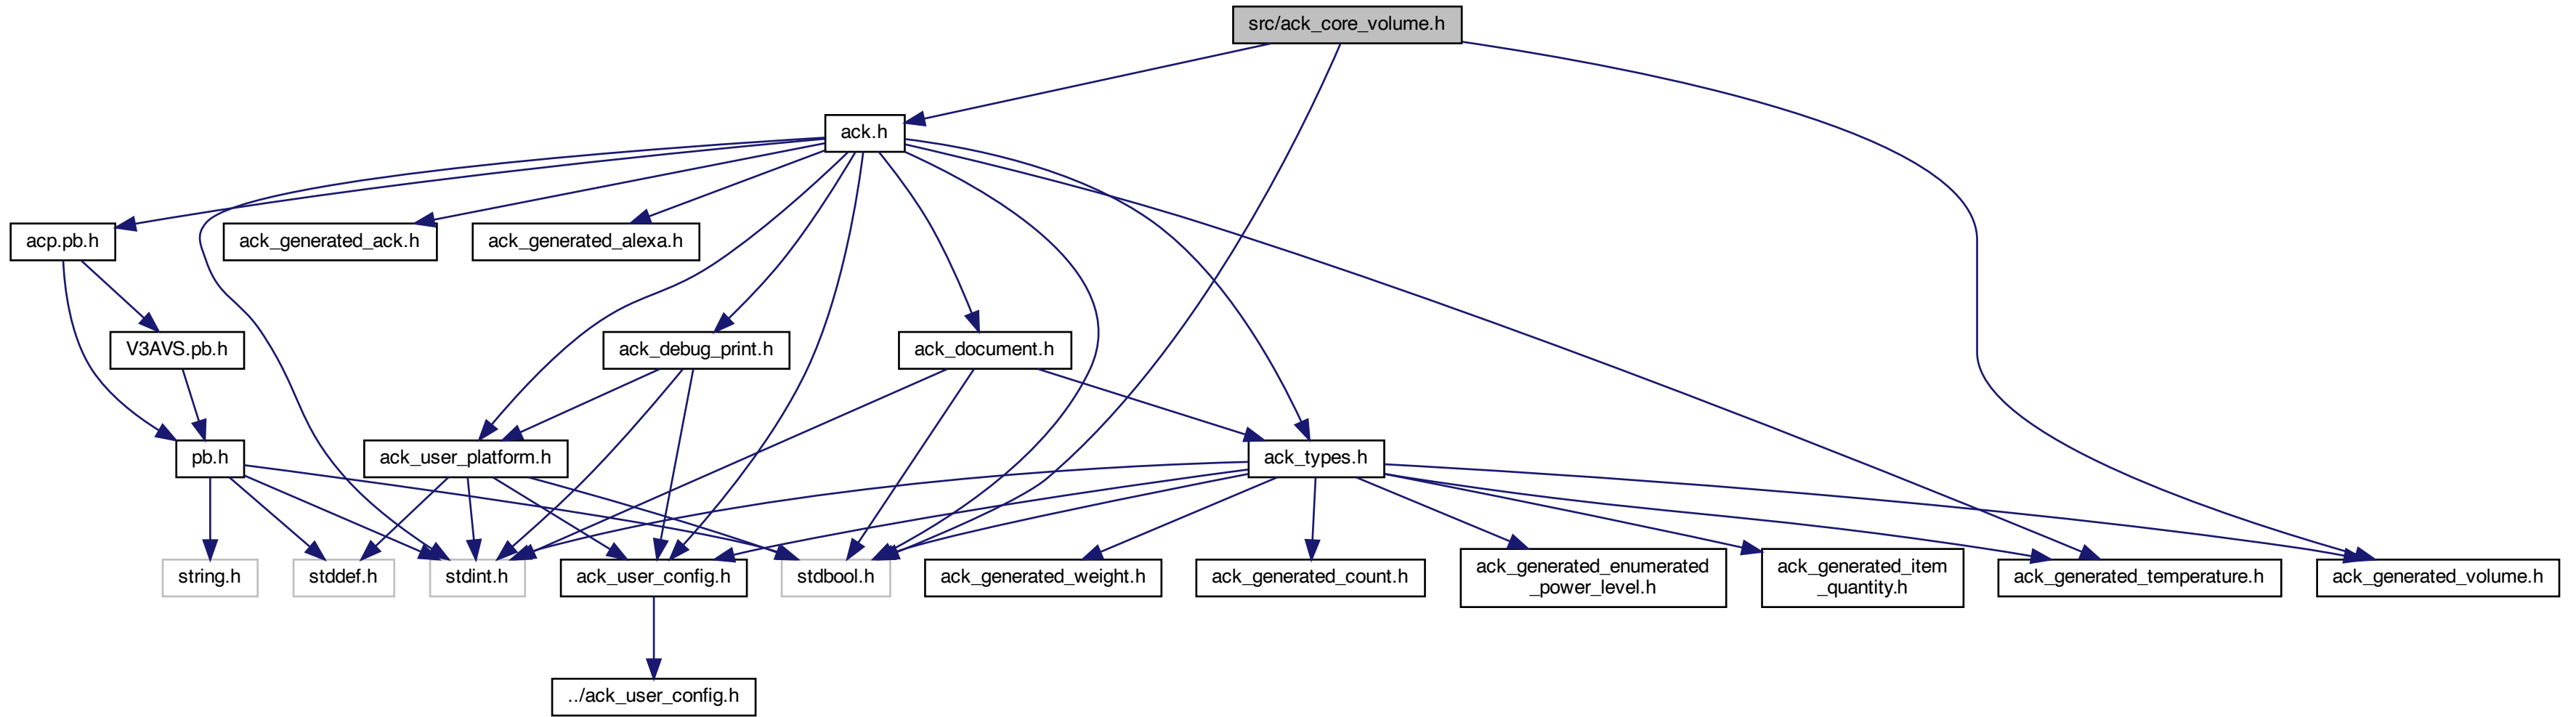 src/ack_core_volume.h
ack.h
acp.pb.h
ack_generated_ack.h
ack_generated_alexa.h
V3AVS.pb.h
ack_debug_print.h
ack_document.h
pb.h
ack_user_platform.h
ack_types.h
string.h
stddef.h
stdint.h
ack_user_config.h
stdbool.h
ack_generated_weight.h
ack_generated_count.h
ack_generated_enumerated
_power_level.h
ack_generated_item
_quantity.h
ack_generated_temperature.h
ack_generated_volume.h
../ack_user_config.h